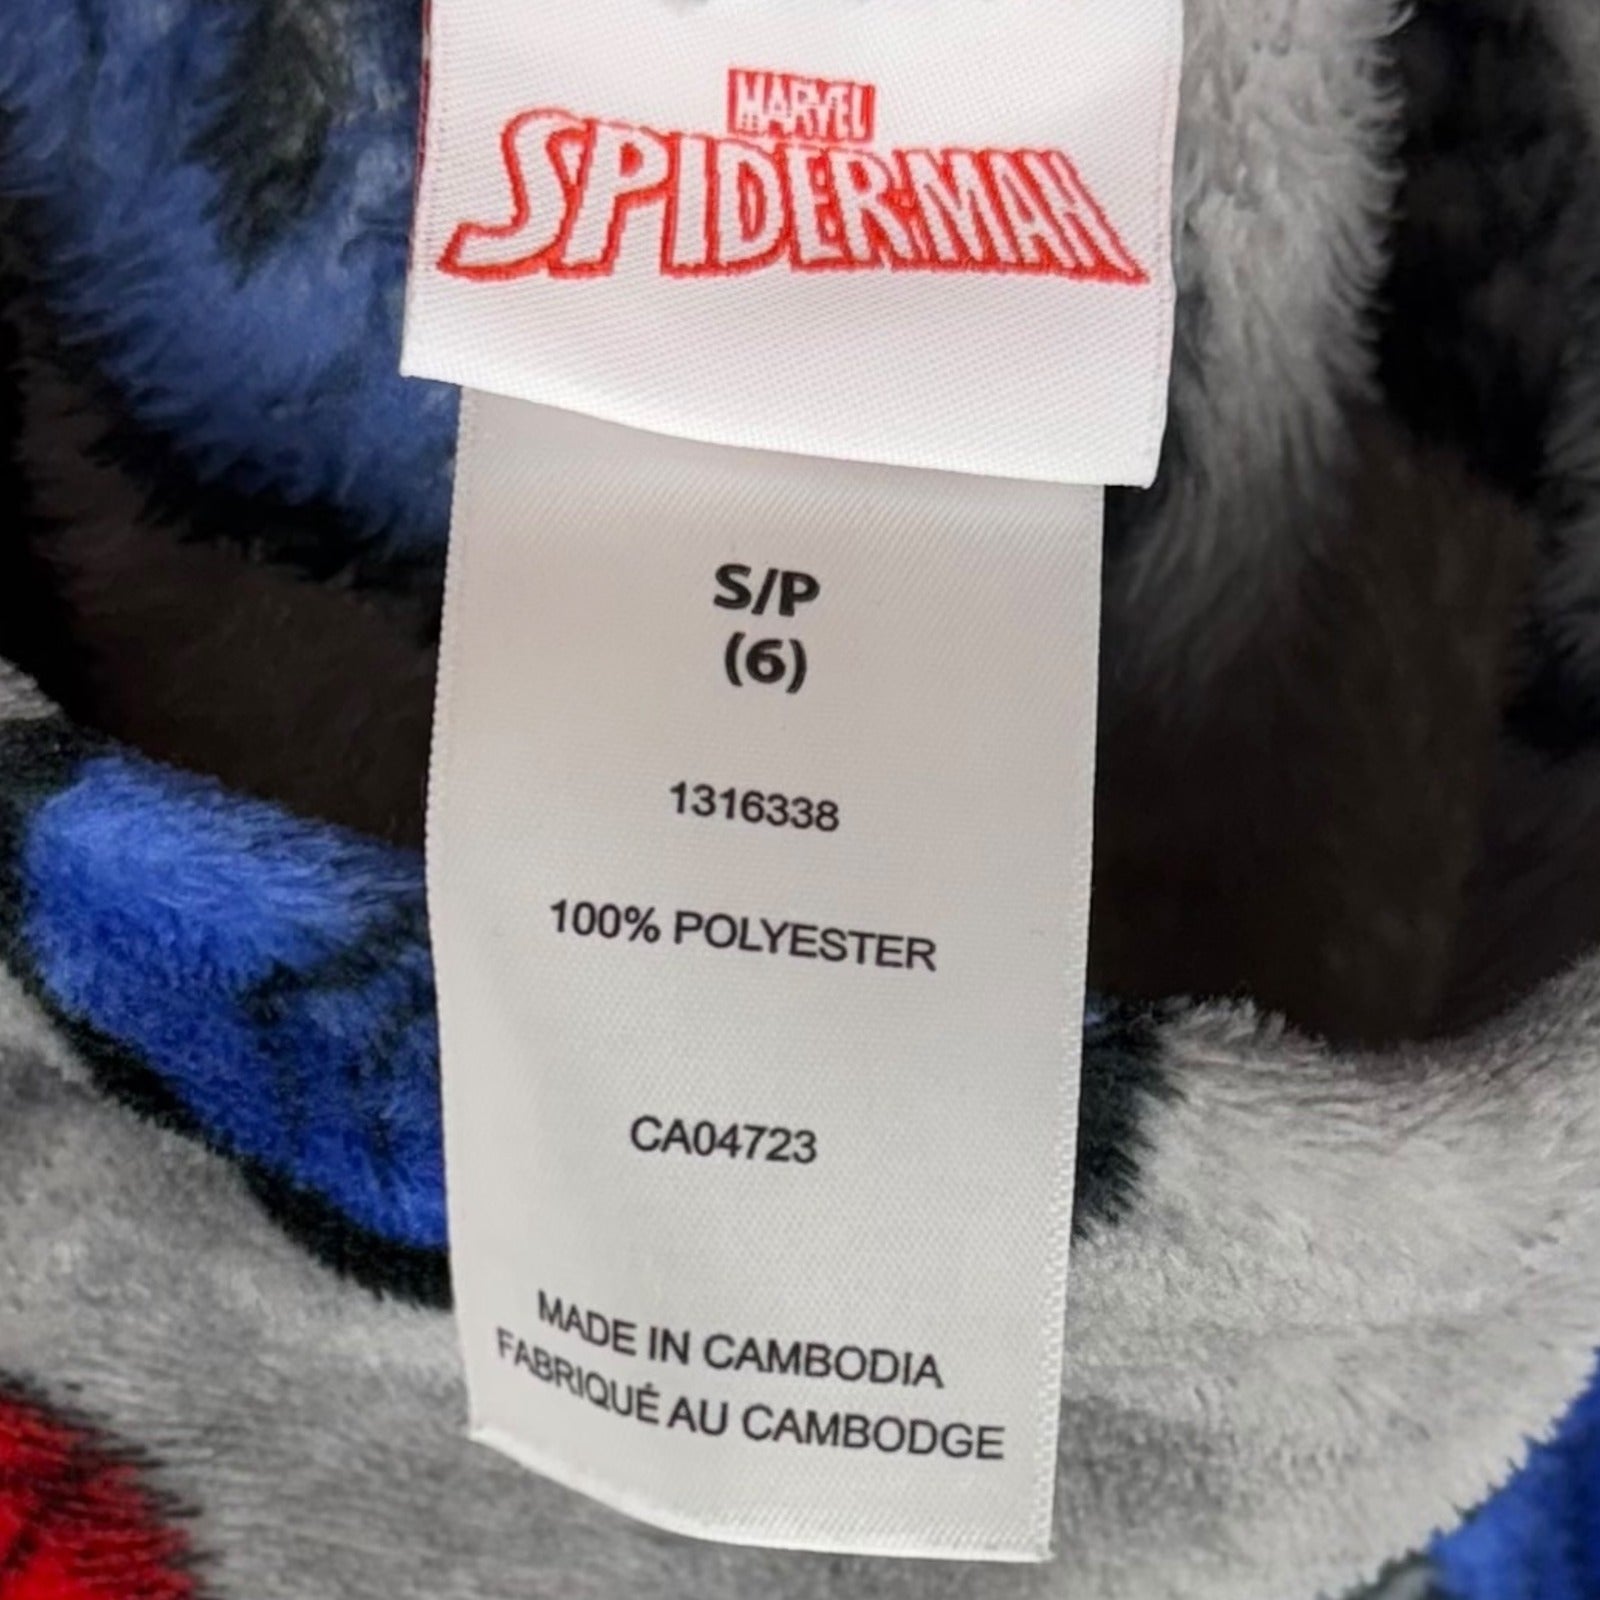 MARVEL
SPIDER-MAN
S/P
(6)
1316338
100% POLYESTER
CA04723
MADE IN CAMBODIA
FABRIQUÉ AU CAMBODGE